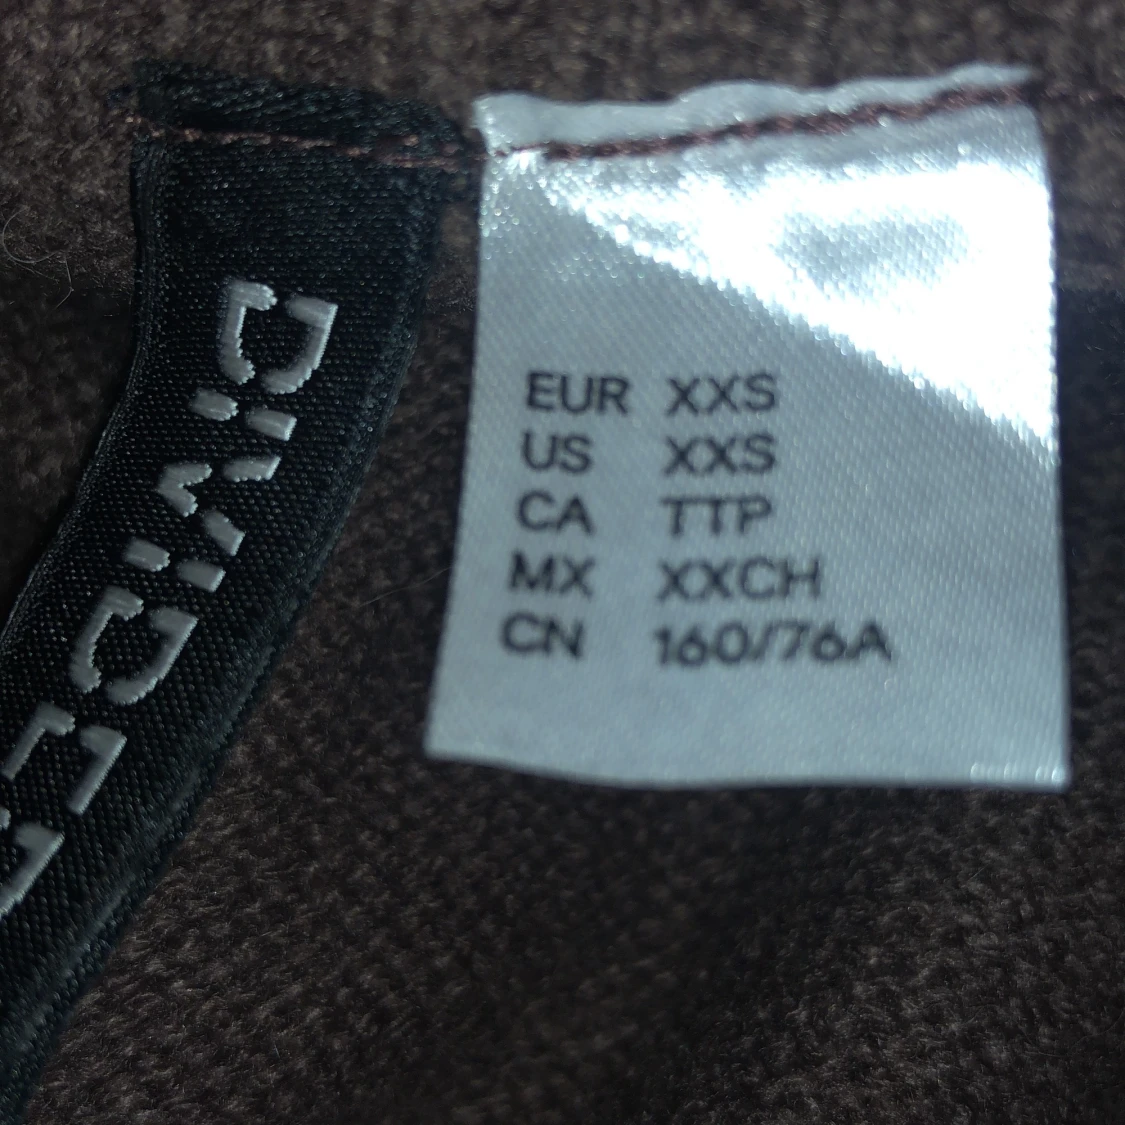 EUR XXS
US XXS
CA TTP
MX XXCH
CN 160/76A